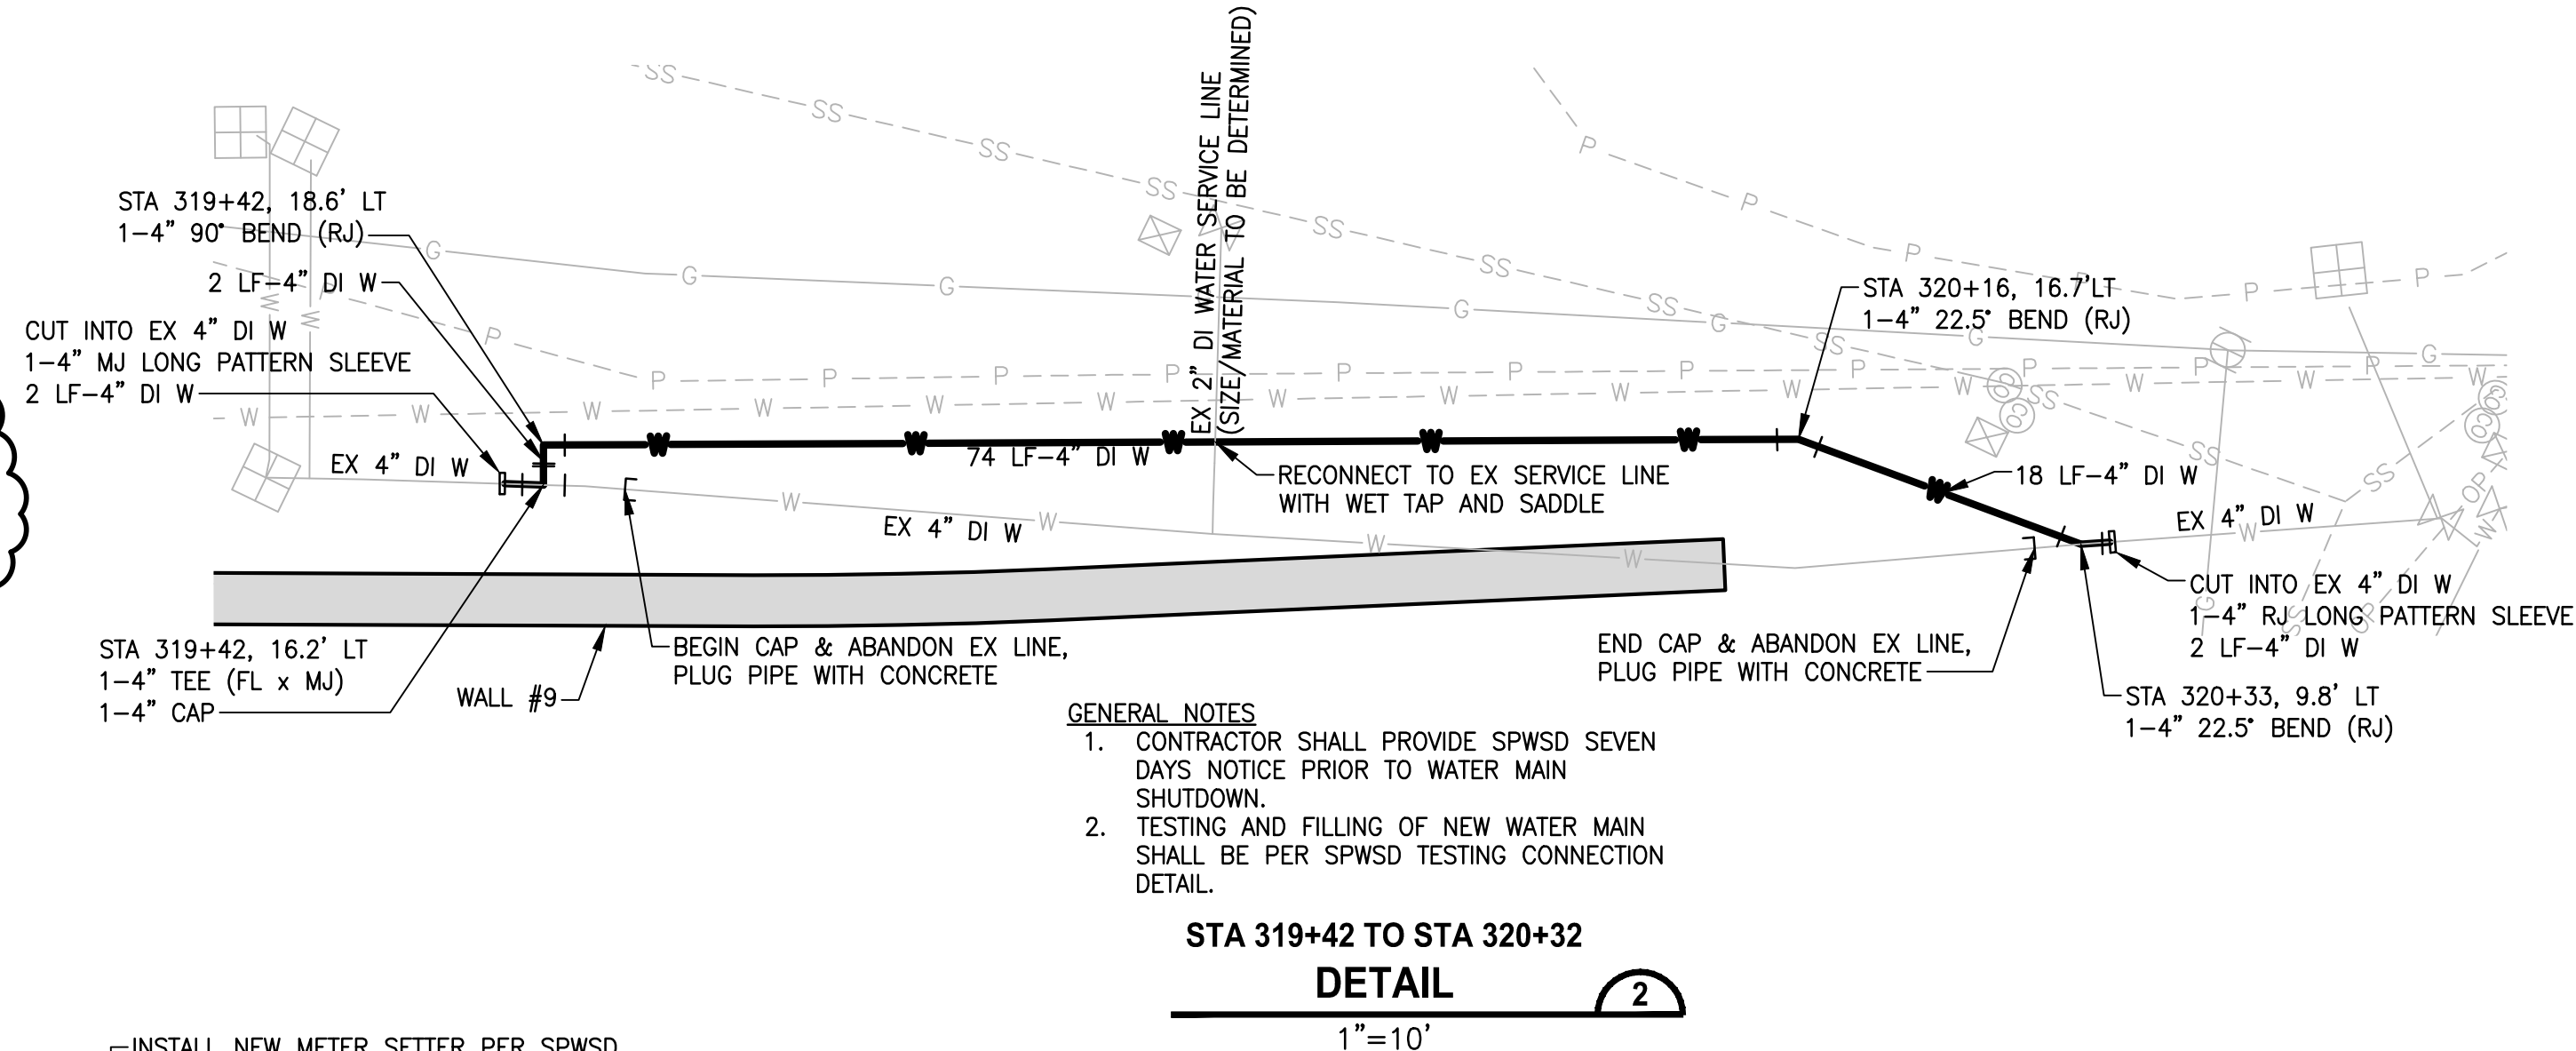 EX 2" DI WATER SERVICE LINE
(SIZE/MATERIAL TO BE DETERMINED)
STA 319+42, 18.6' LT
1-4" 90° BEND (RJ)
2 LF-4" DI W
CUT INTO EX 4" DI W
1-4" MJ LONG PATTERN SLEEVE
2 LF-4" DI W
EX 4" DI W
STA 320+16, 16.7'LT
1-4" 22.5° BEND (RJ)
74 LF-4" DI W
RECONNECT TO EX SERVICE LINE
WITH WET TAP AND SADDLE
18 LF-4" DI W
EX 4" DI W
EX 4" DI W
CUT INTO EX 4" DI W
1-4" RJ LONG PATTERN SLEEVE
2 LF-4" DI W
STA 319+42, 16.2' LT
1-4" TEE (FL x MJ)
1-4" CAP
WALL #9
BEGIN CAP & ABANDON EX LINE,
PLUG PIPE WITH CONCRETE
END CAP & ABANDON EX LINE,
PLUG PIPE WITH CONCRETE
STA 320+33, 9.8' LT
1-4" 22.5° BEND (RJ)
GENERAL NOTES
1. CONTRACTOR SHALL PROVIDE SPWSD SEVEN
DAYS NOTICE PRIOR TO WATER MAIN
SHUTDOWN.
2. TESTING AND FILLING OF NEW WATER MAIN
SHALL BE PER SPWSD TESTING CONNECTION
DETAIL.
STA 319+42 TO STA 320+32
DETAIL
2
1"=10'
INSTALL NEW METER SETTER PER SPWSD